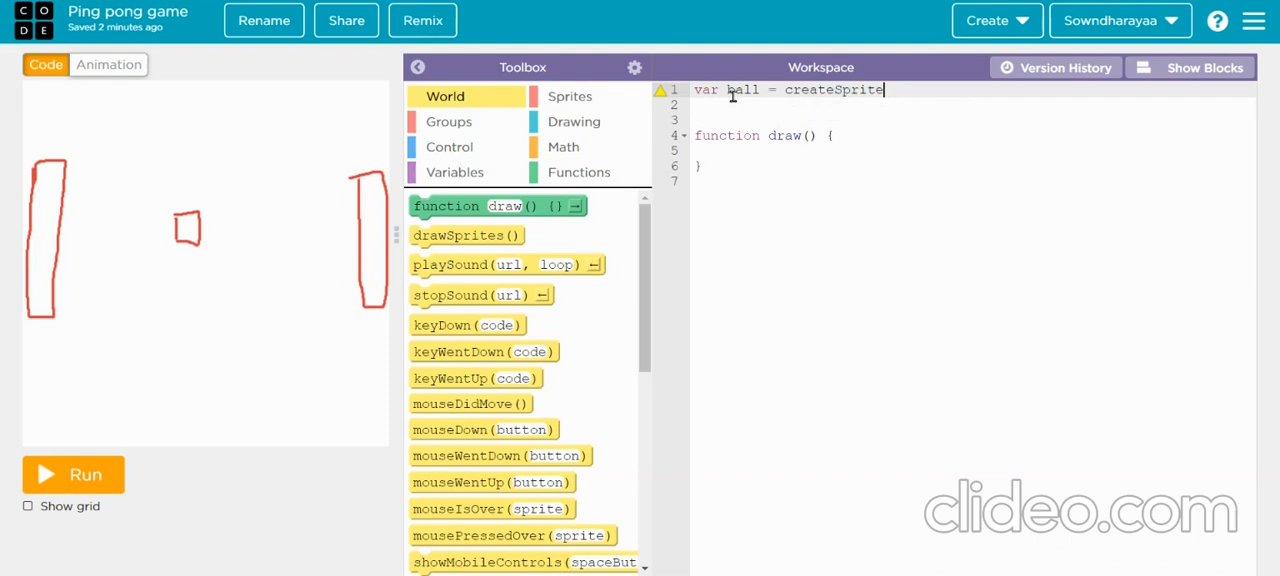 C O
D E
Ping pong game
Saved 2 minutes ago
Rename
Share
Remix
Create
Sowndharayaa
?
Code
Animation
Toolbox
Workspace
Version History
Show Blocks
World
Sprites
Groups
Drawing
Control
Math
Variables
Functions
function draw() {}
drawSprites()
playSound(url, loop)
stopSound(url)
keyDown(code)
keyWentDown(code)
keyWentUp(code)
mouseDidMove()
mouseDown(button)
mouseWentDown(button)
mouseWentUp(button)
mouseIsOver(sprite)
mousePressedOver(sprite)
showMobileControls(spaceBut
1 var ball = createSprite
2
3
4 function draw() {
5
6 }
7
Run
Show grid
clideo.com